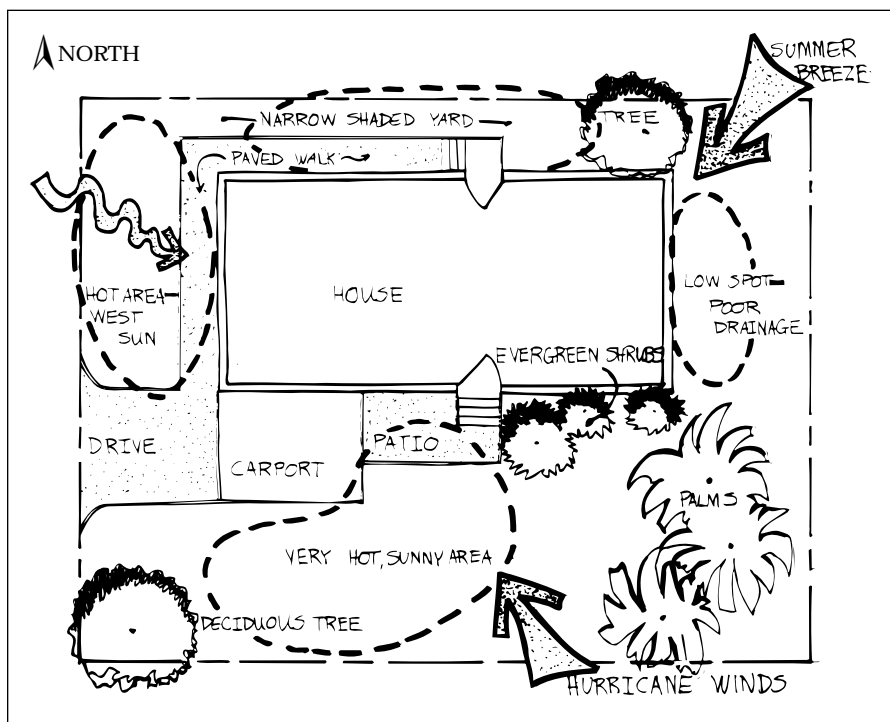 NORTH
SUMMER
BREEZE
NARROW SHADED YARD
TREE
PAVED WALK
HOT AREA-
WEST
SUN
HOUSE
LOW SPOT-
POOR
DRAINAGE
EVERGREEN SHRUBS
DRIVE
PATIO
CARPORT
PALMS
VERY HOT, SUNNY AREA
DECIDUOUS TREE
HURRICANE WINDS